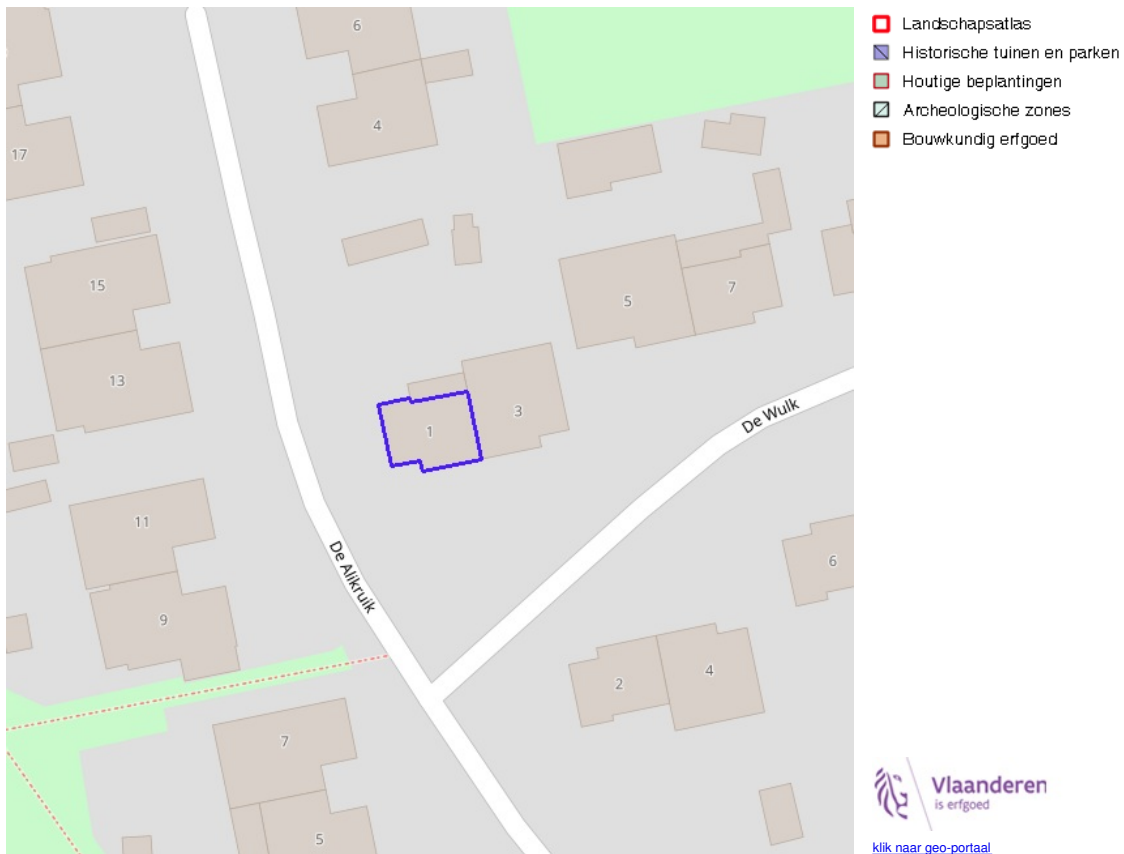 6
4
17
15
13
5
7
1
3
De Wulk
11
De Alikruik
9
6
2
4
7
5
Landschapsatlas
Historische tuinen en parken
Houtige beplantingen
Archeologische zones
Bouwkundig erfgoed
Vlaanderen
is erfgoed
klik naar geo-portaal